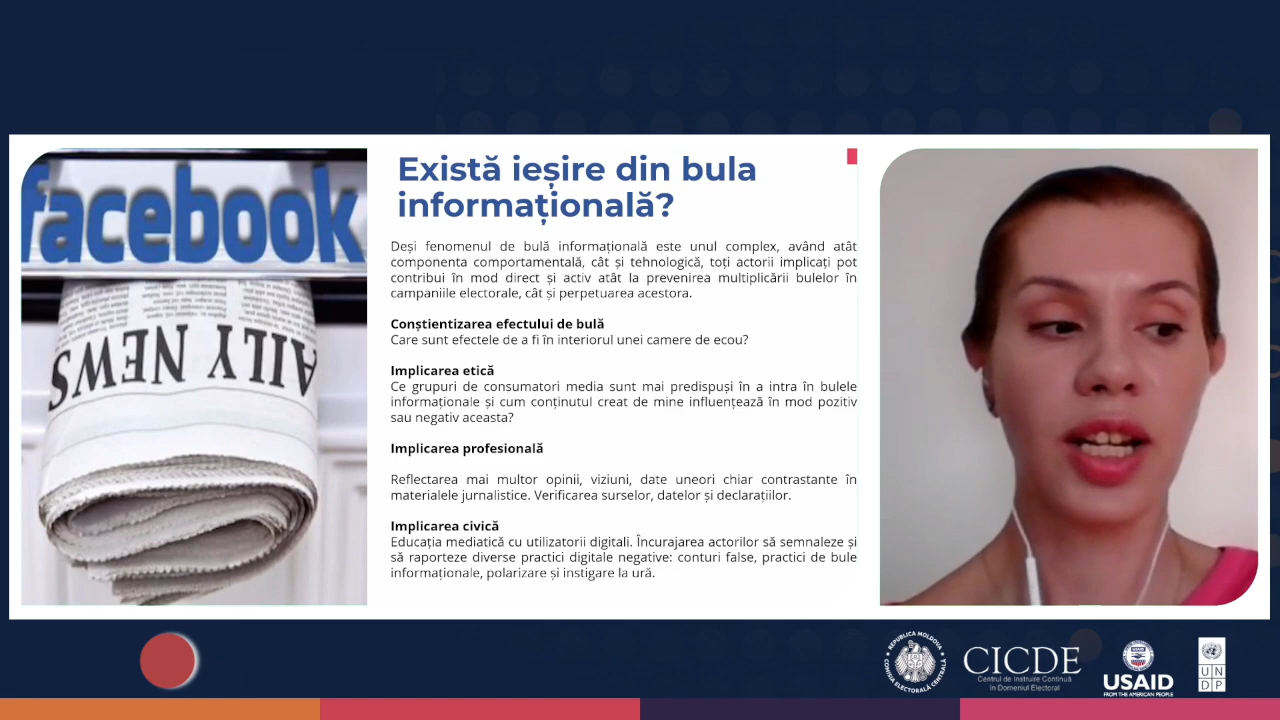 facebook
AILY NEWS
Există ieșire din bula
informațională?
Deși fenomenul de bulă informațională este unul complex, având atât
componenta comportamentală, cât și tehnologică, toți actorii implicați pot
contribui în mod direct și activ atât la prevenirea multiplicării bulelor în
campaniile electorale, cât și perpetuarea acestora.
Conștientizarea efectului de bulă
Care sunt efectele de a fi în interiorul unei camere de ecou?
Implicarea etică
Ce grupuri de consumatori media sunt mai predispuși în a intra în bulele
informaționale și cum conținutul creat de mine influențează în mod pozitiv
sau negativ aceasta?
Implicarea profesională
Reflectarea mai multor opinii, viziuni, date uneori chiar contrastante în
materialele jurnalistice. Verificarea surselor, datelor și declarațiilor.
Implicarea civică
Educația mediatică cu utilizatorii digitali. Încurajarea actorilor să semnaleze și
să raporteze diverse practici digitale negative: conturi false, practici de bule
informaționale, polarizare și instigare la ură.
REPUBLICA MOLDOVA
COMISIA ELECTORALĂ CENTRALĂ
CICDE
Centrul de Instruire Continuă
în Domeniul Electoral
USAID
FROM THE AMERICAN PEOPLE
U N
D P